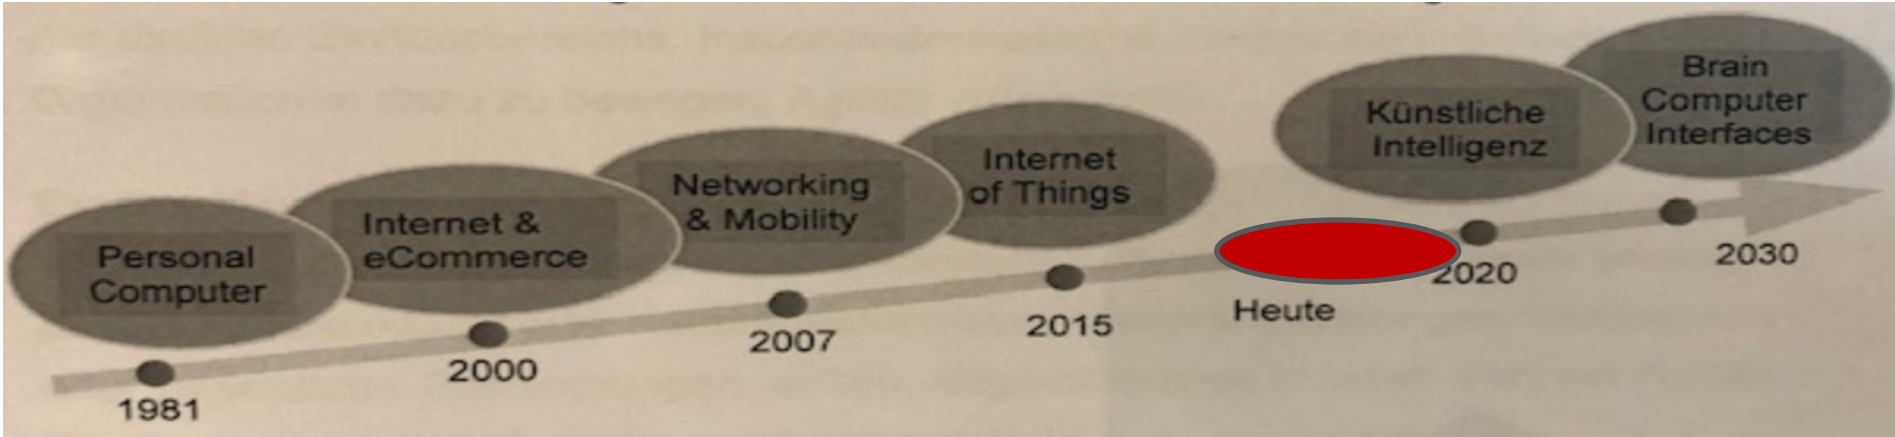 Personal
Computer
Internet &
eCommerce
Networking
& Mobility
Internet
of Things
Künstliche
Intelligenz
Brain
Computer
Interfaces
1981
2000
2007
2015
Heute
2020
2030